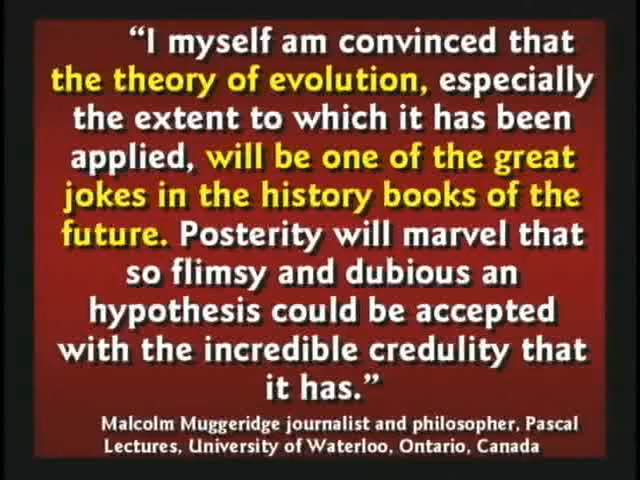 “I myself am convinced that
the theory of evolution, especially
the extent to which it has been
applied, will be one of the great
jokes in the history books of the
future. Posterity will marvel that
so flimsy and dubious an
hypothesis could be accepted
with the incredible credulity that
it has.”
Malcolm Muggeridge journalist and philosopher, Pascal
Lectures, University of Waterloo, Ontario, Canada